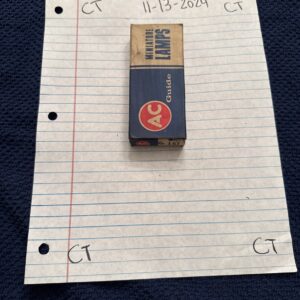 CT 11-13-2024 CT
MINIATURE
LAMPS
Guide
AC
CT CT